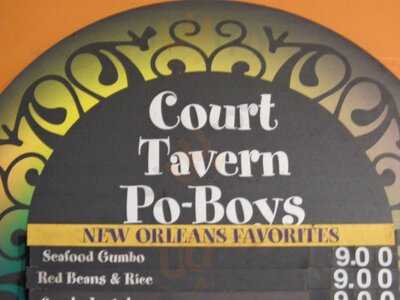 Court
Tavern
Po-Boys
NEW ORLEANS FAVORITES
Seafood Gumbo 9.00
Red Beans & Rice 9.00